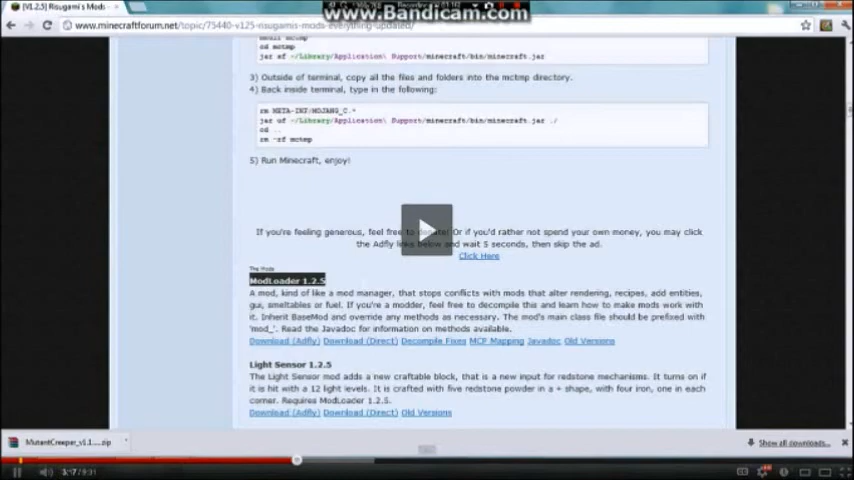 [V1.2.5] Risugami's Mods
www.Bandicam.com
www.minecraftforum.net/topic/75440-v125-risugamis-mods-everything-updated/
cd mctmp
jar xf ~/Library/Application\ Support/minecraft/bin/minecraft.jar
3) Outside of terminal, copy all the files and folders into the mctmp directory.
4) Back inside terminal, type in the following:
rm META-INF/MOJANG_C.*
jar uf ~/Library/Application\ Support/minecraft/bin/minecraft.jar ./
cd ..
rm -rf mctmp
5) Run Minecraft, enjoy!
If you're feeling generous, feel free to donate! Or if you'd rather not spend your own money, you may click
the Adfly links below and wait 5 seconds, then skip the ad.
Click Here
The Mods
ModLoader 1.2.5
A mod, kind of like a mod manager, that stops conflicts with mods that alter rendering, recipes, add entities,
gui, smeltables or fuel. If you're a modder, feel free to decompile this and learn how to make mods work with
it. Inherit BaseMod and override any methods as necessary. The mod's main class file should be prefixed with
'mod_'. Read the Javadoc for information on methods available.
Download (Adfly) Download (Direct) Decompile Fixes MCP Mapping Javadoc Old Versions
Light Sensor 1.2.5
The Light Sensor mod adds a new craftable block, that is a new input for redstone mechanisms. It turns on if
it is hit with a 12 light levels. It is crafted with five redstone powder in a + shape, with four iron, one in each
corner. Requires ModLoader 1.2.5.
Download (Adfly) Download (Direct) Old Versions
MutantCreeper_v1.1....zip
Show all downloads...
3:17 / 9:31